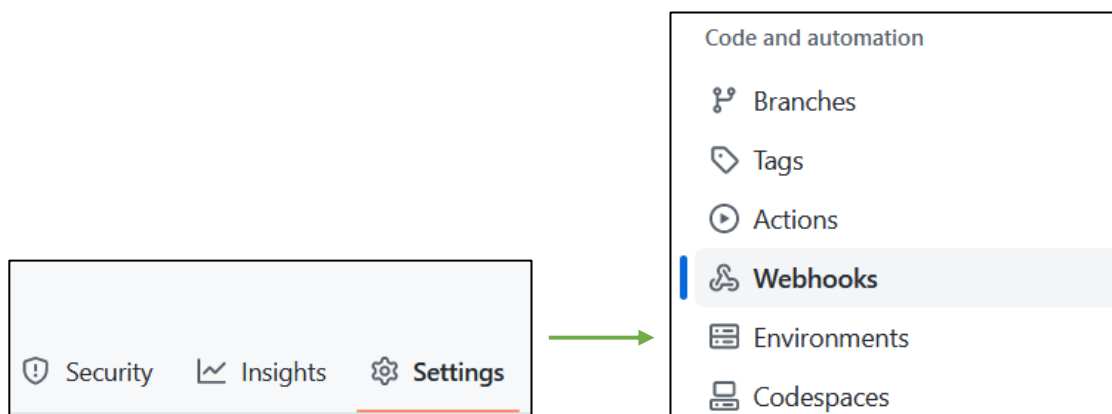 Security Insights Settings
Code and automation
Branches
Tags
Actions
Webhooks
Environments
Codespaces